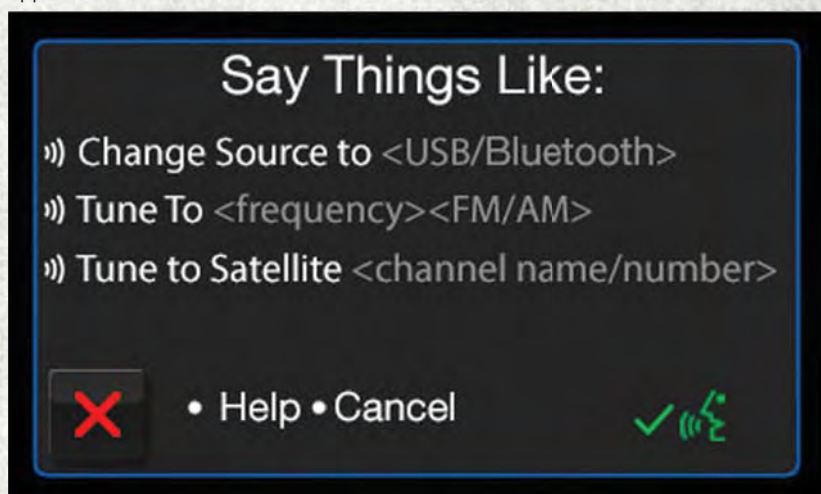 Say Things Like:
Change Source to <USB/Bluetooth>
Tune To <frequency><FM/AM>
Tune to Satellite <channel name/number>
• Help • Cancel